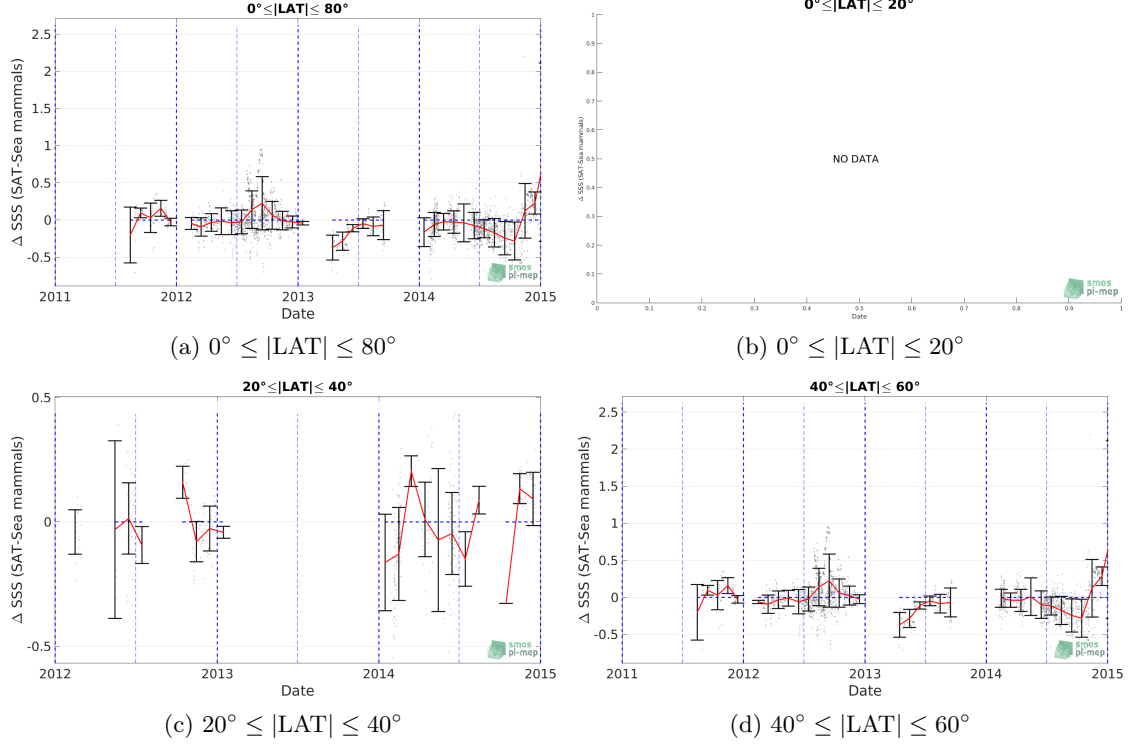 0°≤|LAT|≤ 80°
Δ SSS (SAT-Sea mammals)
2.5
2
1.5
1
0.5
0
-0.5
2011
2012
2013
2014
2015
Date
smos
pi-mep
(a) 0° ≤ |LAT| ≤ 80°
0°≤|LAT|≤ 20°
Δ SSS (SAT-Sea mammals)
1
0.9
0.8
0.7
0.6
0.5
0.4
0.3
0.2
0.1
0
NO DATA
0
0.1
0.2
0.3
0.4
0.5
0.6
0.7
0.8
0.9
1
Date
smos
pi-mep
(b) 0° ≤ |LAT| ≤ 20°
20°≤|LAT|≤ 40°
Δ SSS (SAT-Sea mammals)
0.5
0
-0.5
2012
2013
2014
2015
Date
smos
pi-mep
(c) 20° ≤ |LAT| ≤ 40°
40°≤|LAT|≤ 60°
Δ SSS (SAT-Sea mammals)
2.5
2
1.5
1
0.5
0
-0.5
2011
2012
2013
2014
2015
Date
smos
pi-mep
(d) 40° ≤ |LAT| ≤ 60°